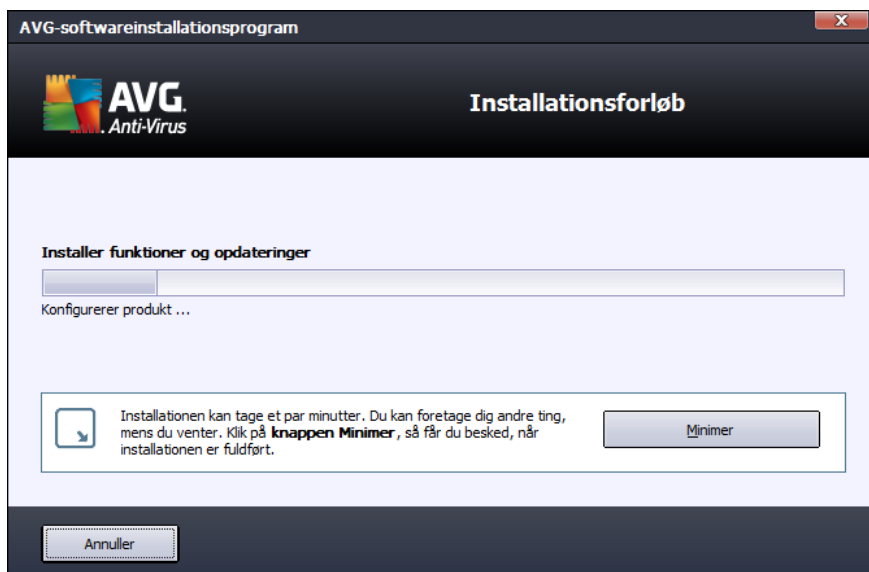 AVG-softwareinstallationsprogram
AVG.
Anti-Virus
Installationsforløb
Installer funktioner og opdateringer
Konfigurerer produkt ...
Installationen kan tage et par minutter. Du kan foretage dig andre ting,
mens du venter. Klik på knappen Minimer, så får du besked, når
installationen er fuldført.
Minimer
Annuller